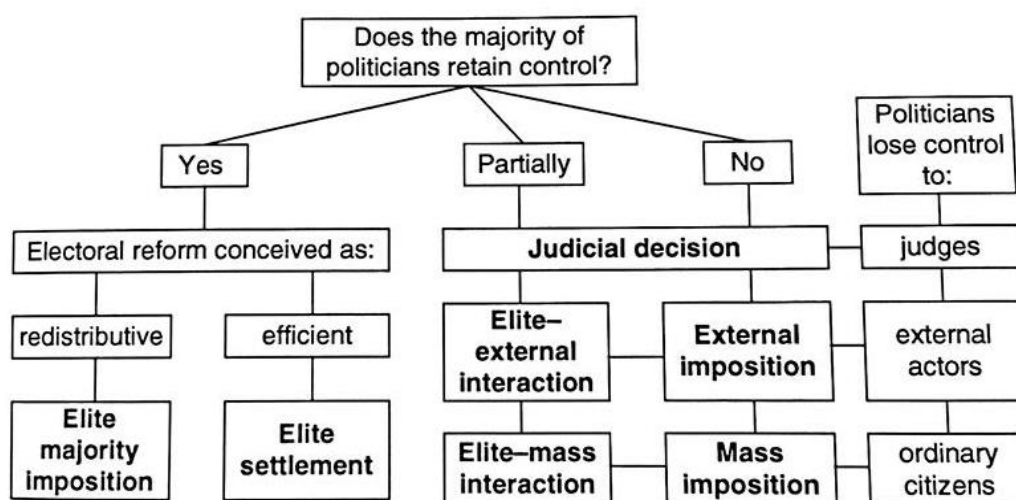 Does the majority of
politicians retain control?
Yes
Partially
No
Politicians
lose control
to:
Electoral reform conceived as:
Judicial decision
judges
redistributive
efficient
Elite–
external
interaction
External
imposition
external
actors
Elite
majority
imposition
Elite
settlement
Elite–mass
interaction
Mass
imposition
ordinary
citizens